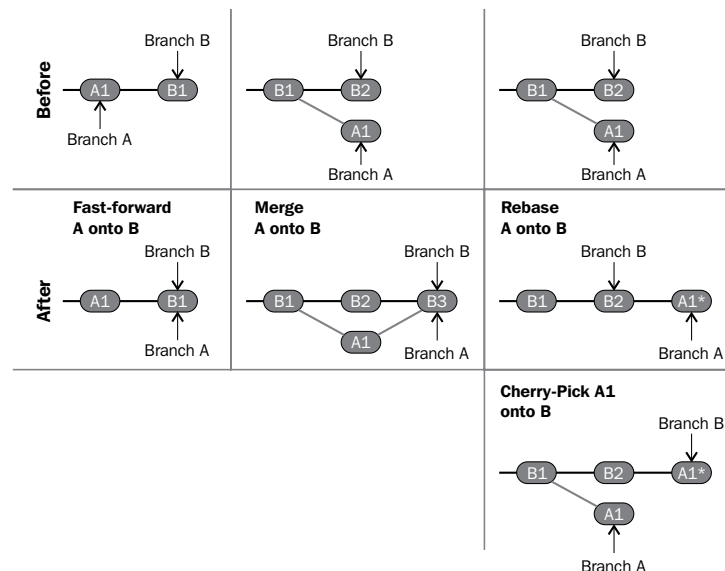 Before
Branch B
A1 B1
Branch A
Branch B
B1 B2
A1
Branch A
Branch B
B1 B2
A1
Branch A
After
Fast-forward
A onto B
Branch B
A1 B1
Branch A
Merge
A onto B
Branch B
B1 B2 B3
A1
Branch A
Rebase
A onto B
Branch B
B1 B2 A1*
Branch A
Cherry-Pick A1
onto B
Branch B
B1 B2 A1*
A1
Branch A